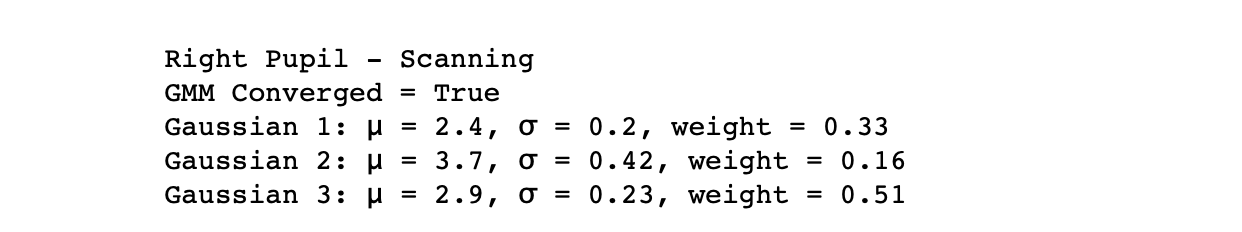 Right Pupil - Scanning
GMM Converged = True
Gaussian 1: μ = 2.4, σ = 0.2, weight = 0.33
Gaussian 2: μ = 3.7, σ = 0.42, weight = 0.16
Gaussian 3: μ = 2.9, σ = 0.23, weight = 0.51